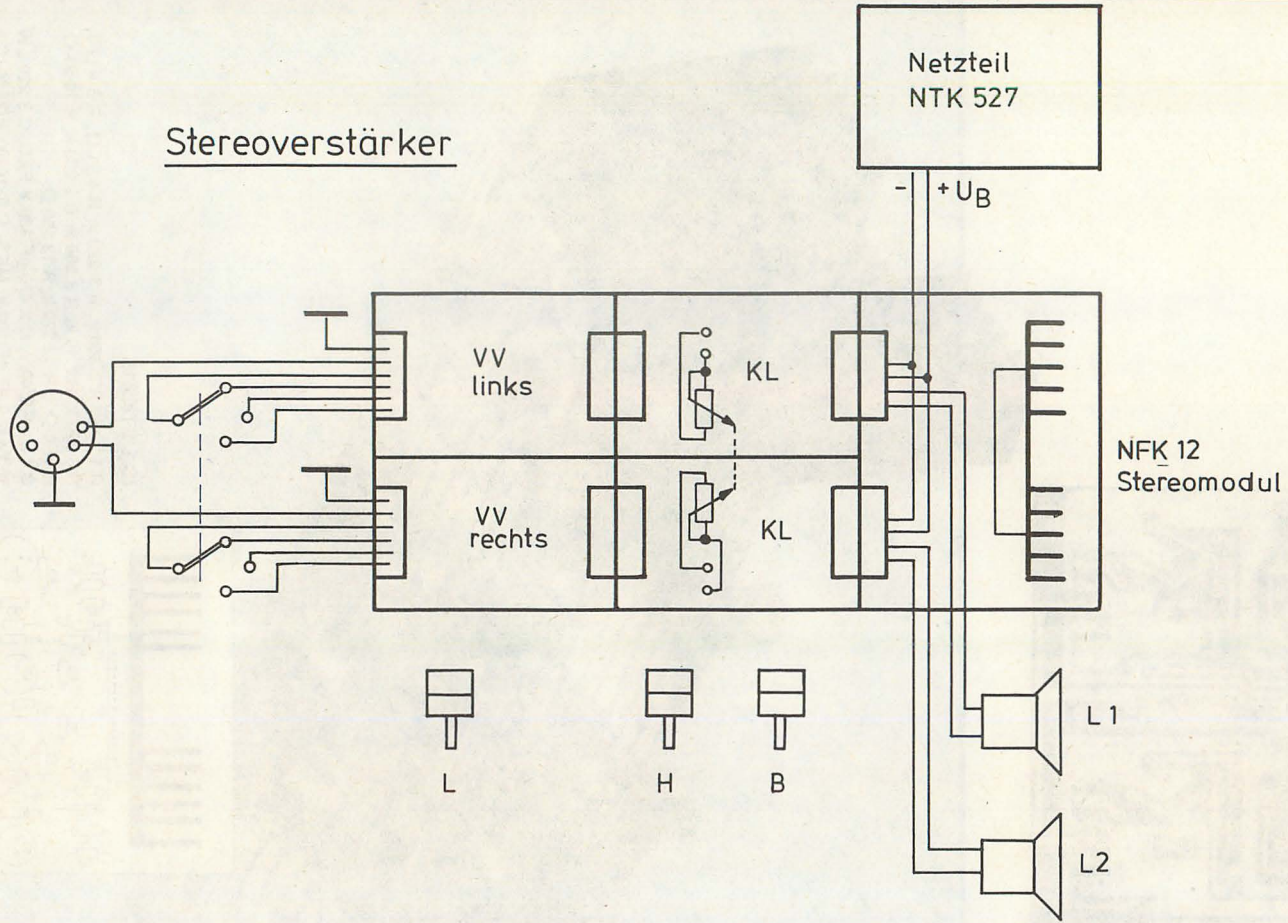 Netzteil
NTK 527
Stereoverstärker
- + UB
VV
links
KL
VV
rechts
KL
NFK 12
Stereomodul
L1
L H B
L2